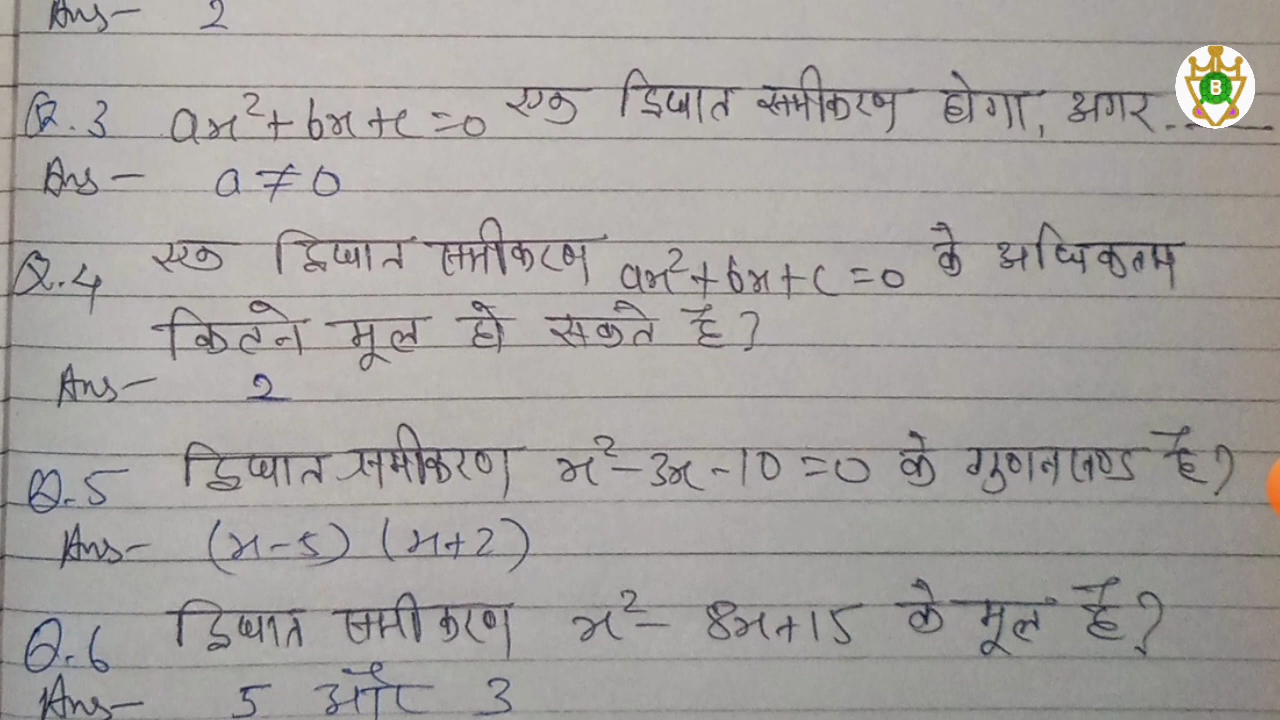 Ans- 2
Q.3 ax²+bx+c=0 एक द्विघात समीकरण होगा, अगर.----
Ans- a≠0
Q.4 एक द्विघात समीकरण ax²+bx+c=0 के अधिकतम
कितने मूल हो सकते है?
Ans- 2
Q.5 द्विघात समीकरण x²-3x-10=0 के गुणनखण्ड है?
Ans- (x-5) (x+2)
Q.6 द्विघात समीकरण x²- 8x+15 के मूल है?
Ans- 5 और 3
B